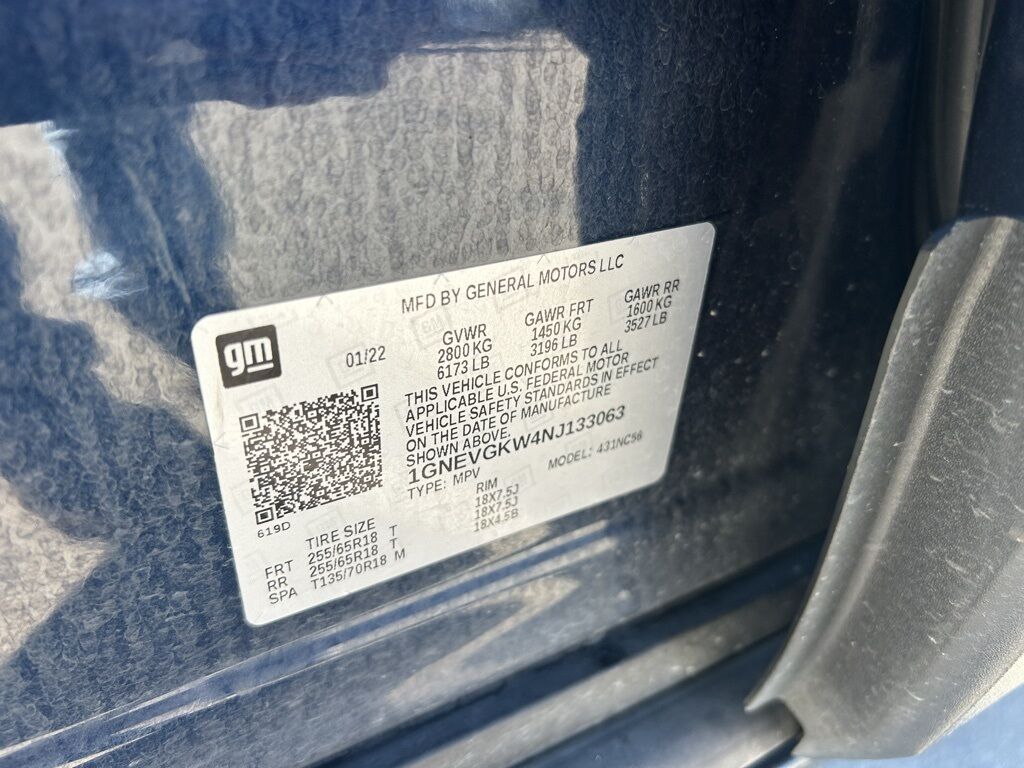 MFD BY GENERAL MOTORS LLC
gm
01/22
GVWR GAWR FRT GAWR RR
2800 KG 1450 KG 1600 KG
6173 LB 3196 LB 3527 LB
THIS VEHICLE CONFORMS TO ALL
APPLICABLE U.S. FEDERAL MOTOR
VEHICLE SAFETY STANDARDS IN EFFECT
ON THE DATE OF MANUFACTURE
SHOWN ABOVE.
1GNEVGKW4NJ133063
TYPE: MPV MODEL: 431NC56
619D
TIRE SIZE RIM
FRT 255/65R18 T 18X7.5J
RR 255/65R18 T 18X7.5J
SPA T135/70R18 M 18X4.5B